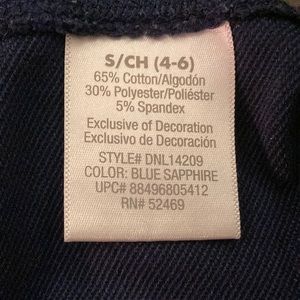 S/CH (4-6)
65% Cotton/Algodón
30% Polyester/Poliéster
5% Spandex
Exclusive of Decoration
Exclusivo de Decoración
STYLE# DNL14209
COLOR: BLUE SAPPHIRE
UPC# 88496805412
RN# 52469